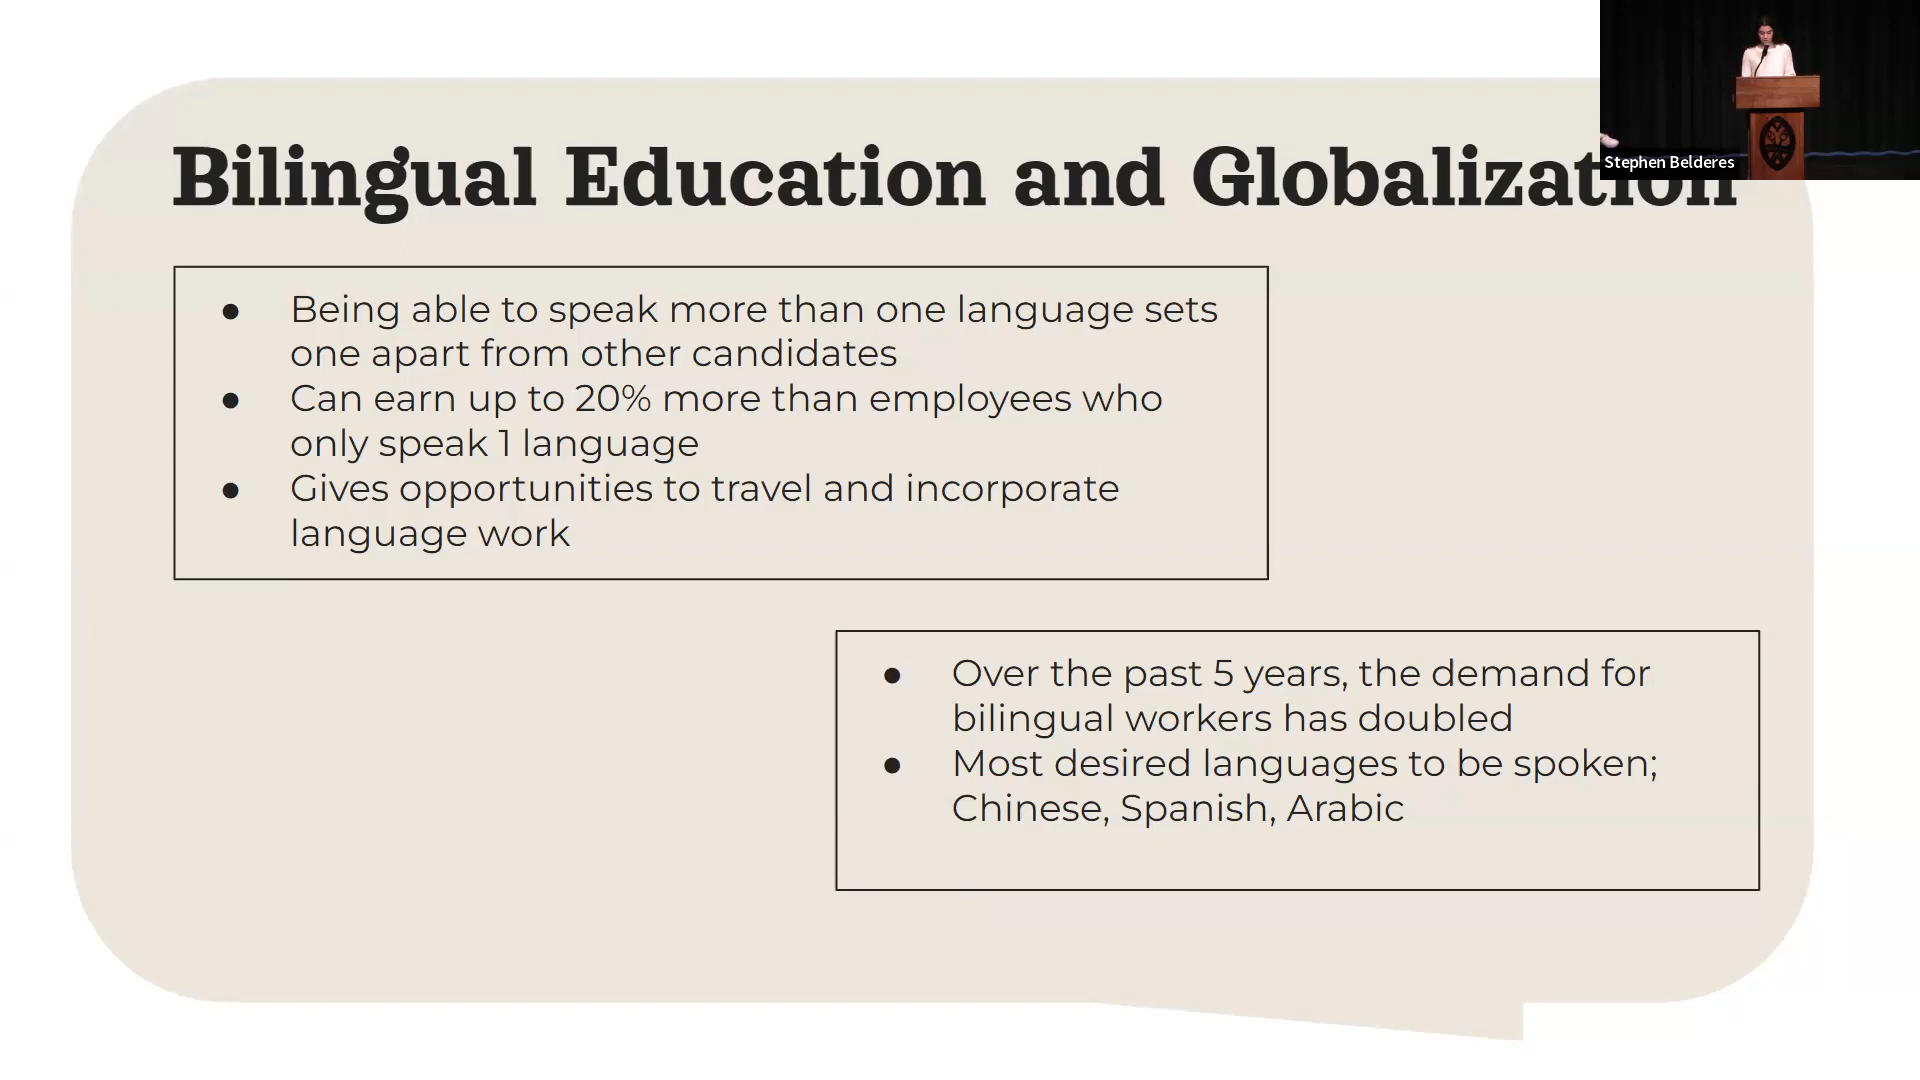 Bilingual Education and Globalization
Stephen Belderes
● Being able to speak more than one language sets
one apart from other candidates
● Can earn up to 20% more than employees who
only speak 1 language
● Gives opportunities to travel and incorporate
language work
● Over the past 5 years, the demand for
bilingual workers has doubled
● Most desired languages to be spoken;
Chinese, Spanish, Arabic